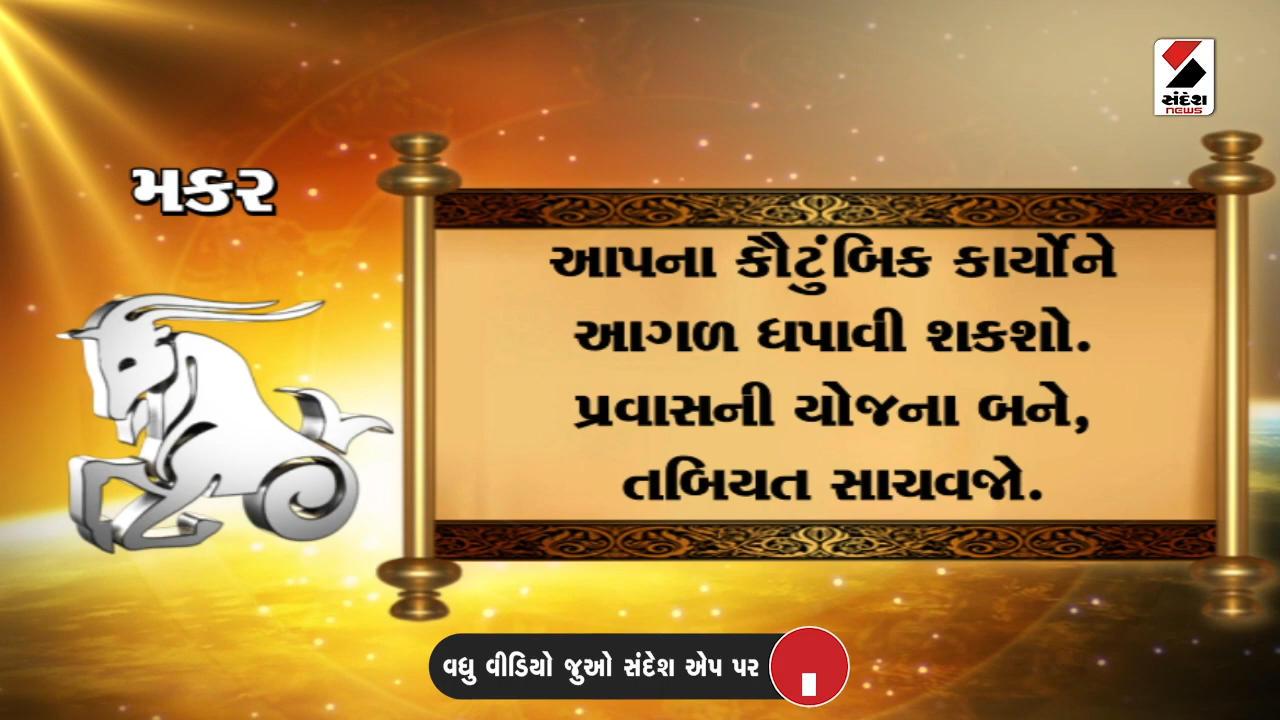 સંદેશ
NEWS
મકર
આપના કૌટુંબિક કાર્યોને
આગળ ધપાવી શકશો.
પ્રવાસની યોજના બને,
તબિયત સાચવજો.
વધુ વીડિયો જુઓ સંદેશ એપ પર